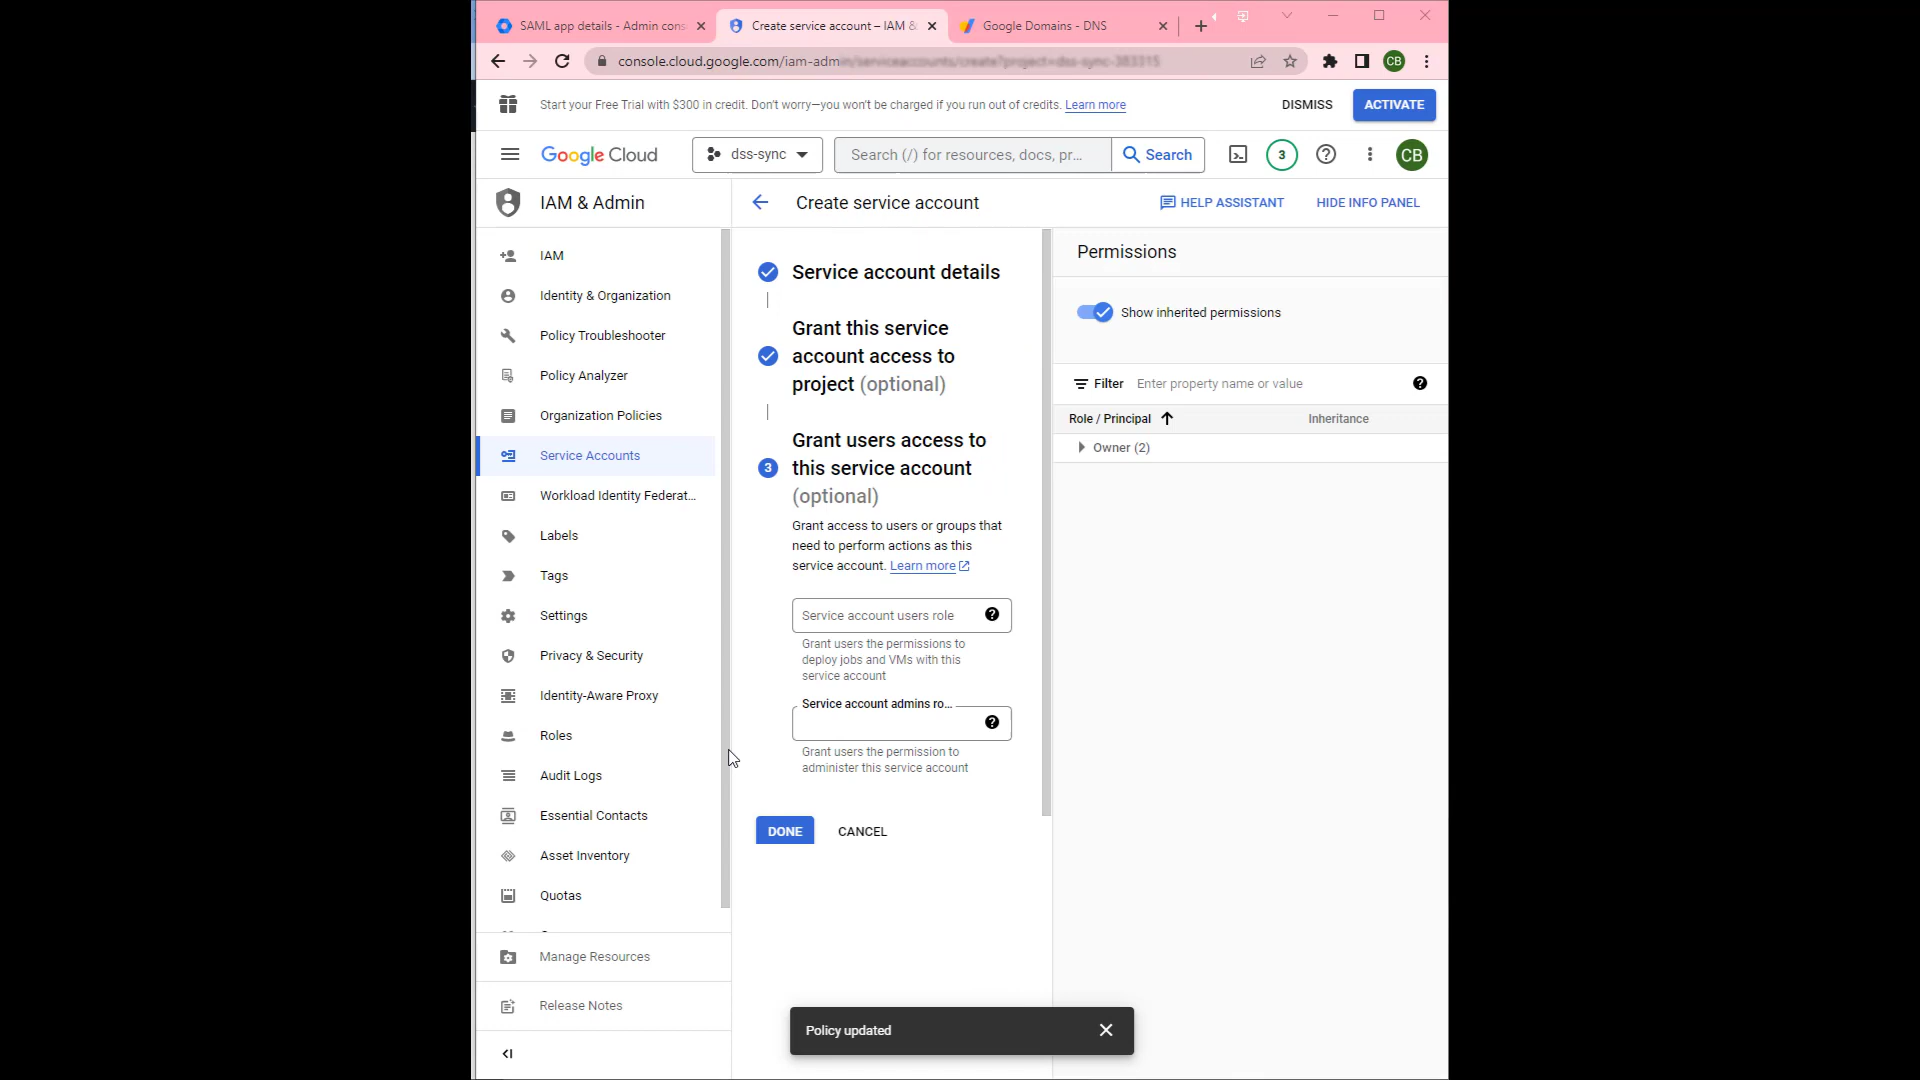 SAML app details - Admin cons
Create service account – IAM &
Google Domains - DNS
console.cloud.google.com/iam-admin/serviceaccounts/create?project=dss-sync-383315
CB
Start your Free Trial with $300 in credit. Don't worry—you won't be charged if you run out of credits. Learn more
DISMISS
ACTIVATE
Google Cloud
dss-sync
Search (/) for resources, docs, pr...
Search
3
CB
IAM & Admin
Create service account
HELP ASSISTANT
HIDE INFO PANEL
IAM
Identity & Organization
Policy Troubleshooter
Policy Analyzer
Organization Policies
Service Accounts
Workload Identity Federat...
Labels
Tags
Settings
Privacy & Security
Identity-Aware Proxy
Roles
Audit Logs
Essential Contacts
Asset Inventory
Quotas
Manage Resources
Release Notes
Service account details
Grant this service
account access to
project (optional)
Grant users access to
3
this service account
(optional)
Grant access to users or groups that
need to perform actions as this
service account. Learn more
Service account users role
Grant users the permissions to
deploy jobs and VMs with this
service account
Service account admins ro...
Grant users the permission to
administer this service account
DONE
CANCEL
Permissions
Show inherited permissions
Filter
Enter property name or value
Role / Principal
Inheritance
Owner (2)
Policy updated